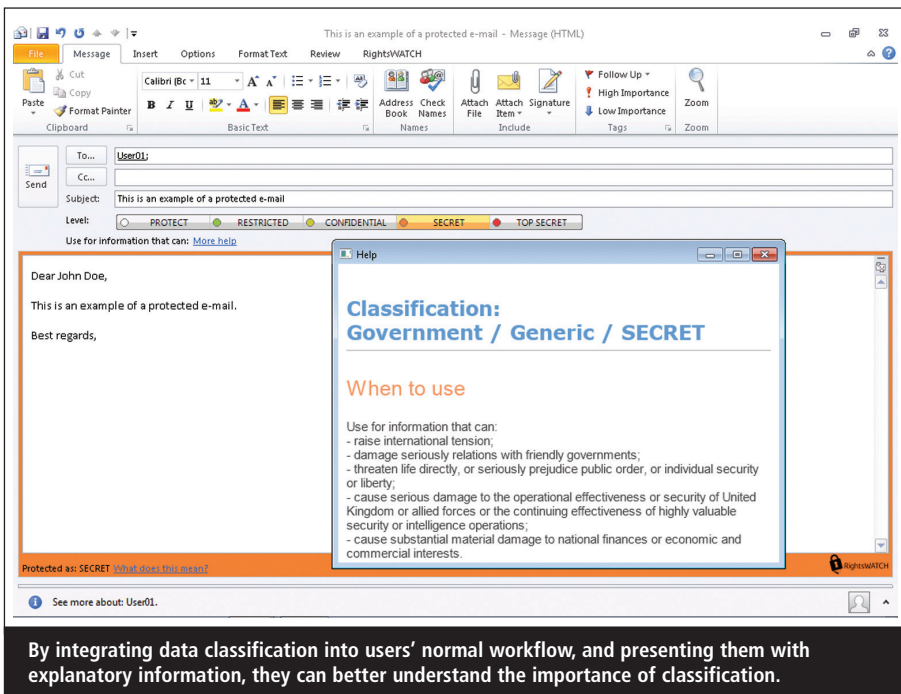 This is an example of a protected e-mail - Message (HTML)
File Message Insert Options Format Text Review RightsWATCH
Paste
Cut
Copy
Format Painter
Clipboard
Calibri (Bc 11
B I U
Basic Text
Address Book
Check Names
Names
Attach File
Attach Item
Signature
Include
Follow Up
High Importance
Low Importance
Tags
Zoom
Zoom
Send
To... User01;
Cc...
Subject: This is an example of a protected e-mail
Level: PROTECT RESTRICTED CONFIDENTIAL SECRET TOP SECRET
Use for information that can: More help
Dear John Doe,
This is an example of a protected e-mail.
Best regards,
Help
Classification:
Government / Generic / SECRET
When to use
Use for information that can:
- raise international tension;
- damage seriously relations with friendly governments;
- threaten life directly, or seriously prejudice public order, or individual security
or liberty;
- cause serious damage to the operational effectiveness or security of United
Kingdom or allied forces or the continuing effectiveness of highly valuable
security or intelligence operations;
- cause substantial material damage to national finances or economic and
commercial interests.
Protected as: SECRET What does this mean?
RightsWATCH
See more about: User01.
By integrating data classification into users' normal workflow, and presenting them with
explanatory information, they can better understand the importance of classification.